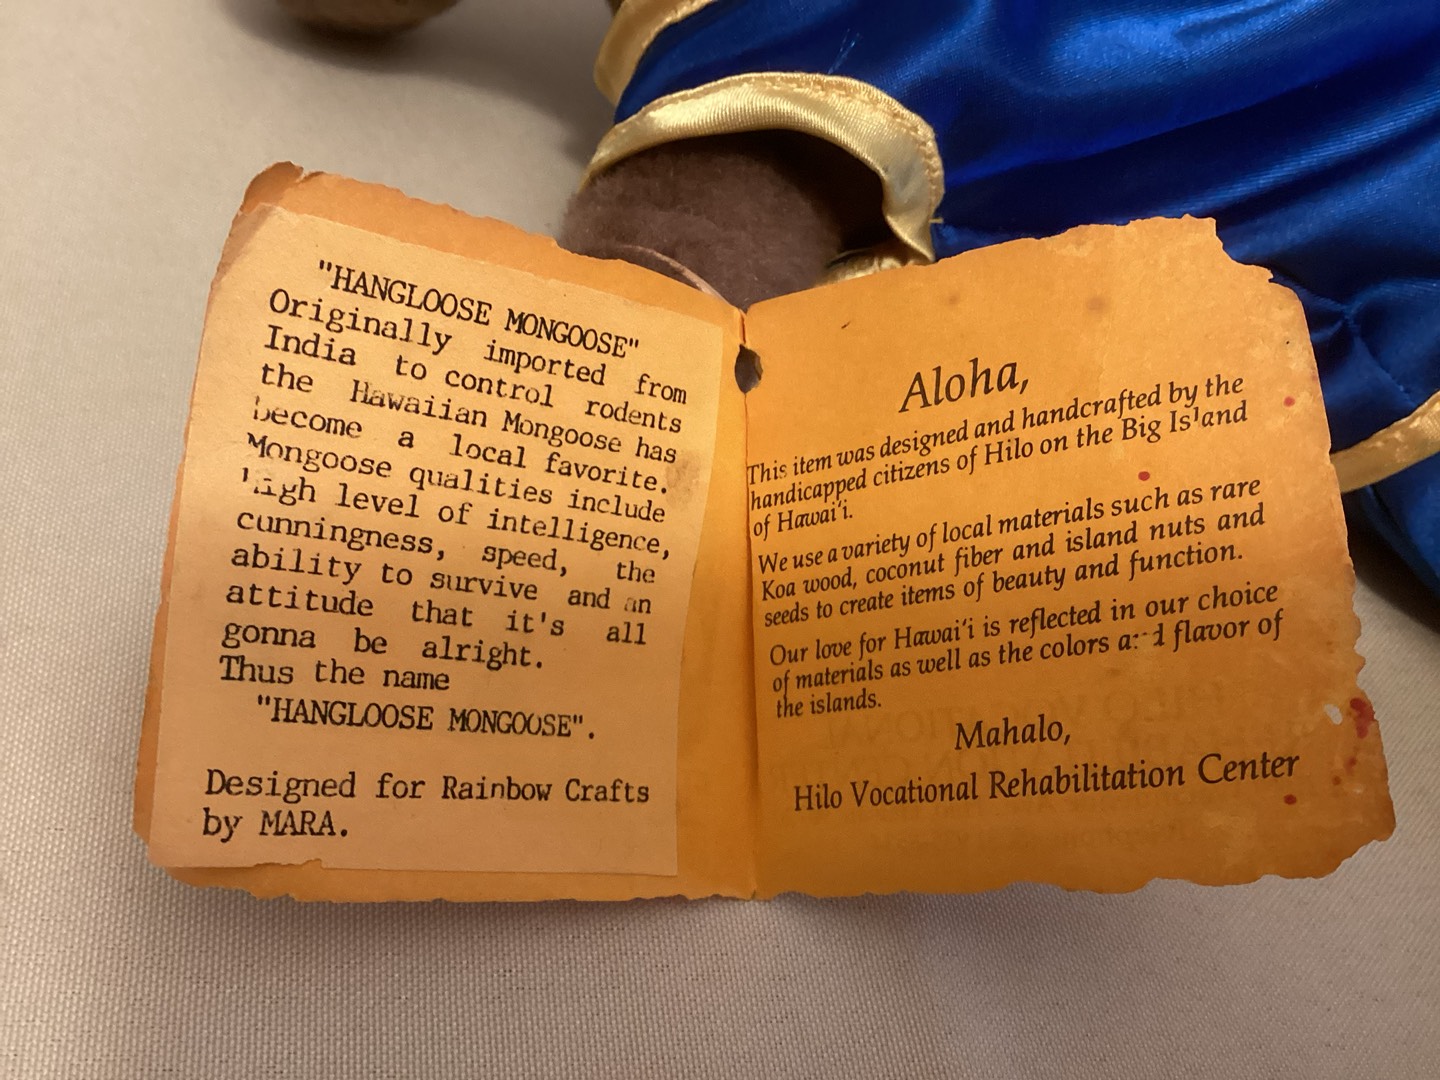 "HANGLOOSE MONGOOSE"
Originally imported from
India to control rodents
the Hawaiian Mongoose has
become a local favorite.
Mongoose qualities include
high level of intelligence,
cunningness, speed, the
ability to survive and an
attitude that it's all
gonna be alright.
Thus the name
"HANGLOOSE MONGOOSE".
Designed for Rainbow Crafts
by MARA.
Aloha,
This item was designed and handcrafted by the
handicapped citizens of Hilo on the Big Island
of Hawai'i.
We use a variety of local materials such as rare
Koa wood, coconut fiber and island nuts and
seeds to create items of beauty and function.
Our love for Hawai'i is reflected in our choice
of materials as well as the colors and flavor of
the islands.
Mahalo,
Hilo Vocational Rehabilitation Center